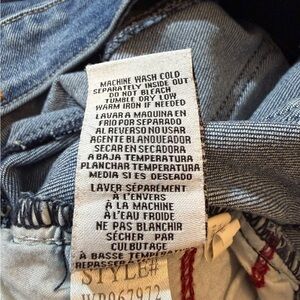 MACHINE WASH COLD
SEPARATELY INSIDE OUT
DO NOT BLEACH
TUMBLE DRY LOW
WARM IRON IF NEEDED
LAVAR A MAQUINA EN
FRIO POR SEPARADO
AL REVERSO NO USAR
AGENTE BLANQUEADOR
SECAR EN SECADORA
A BAJA TEMPERATURA
PLANCHAR TEMPERATURA
MEDIA SI ES DESEADO
LAVER SÉPARÉMENT
À L'ENVERS
À LA MACHINE
À L'EAU FROIDE
NE PAS BLANCHIR
SÉCHER PAR
CULBUTAGE
À BASSE TEMPÉRATURE
STYLE#
WB067972